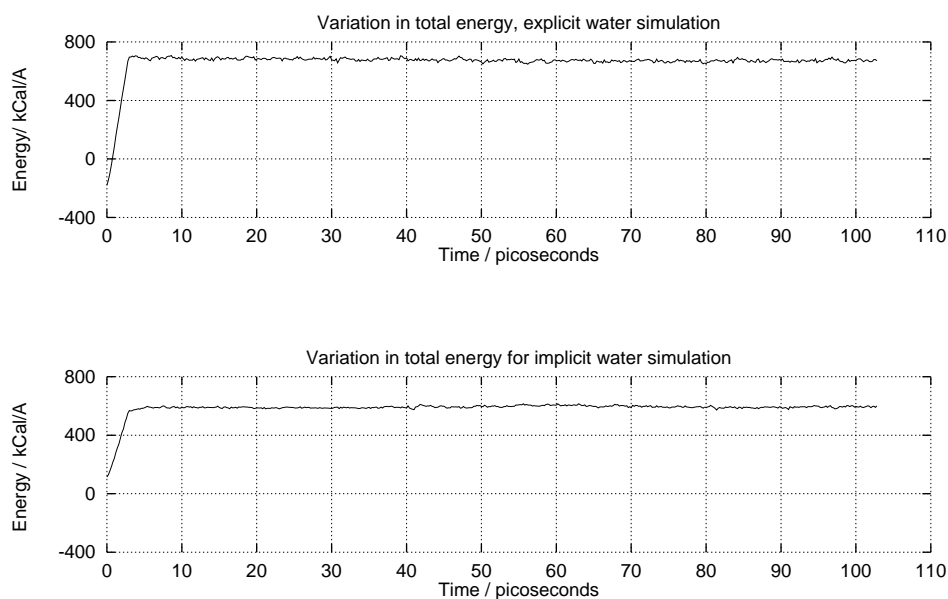 Variation in total energy, explicit water simulation
800
400
0
-400
Energy/ kCal/A
0 10 20 30 40 50 60 70 80 90 100 110
Time / picoseconds
Variation in total energy for implicit water simulation
800
400
0
-400
Energy / kCal/A
0 10 20 30 40 50 60 70 80 90 100 110
Time / picoseconds